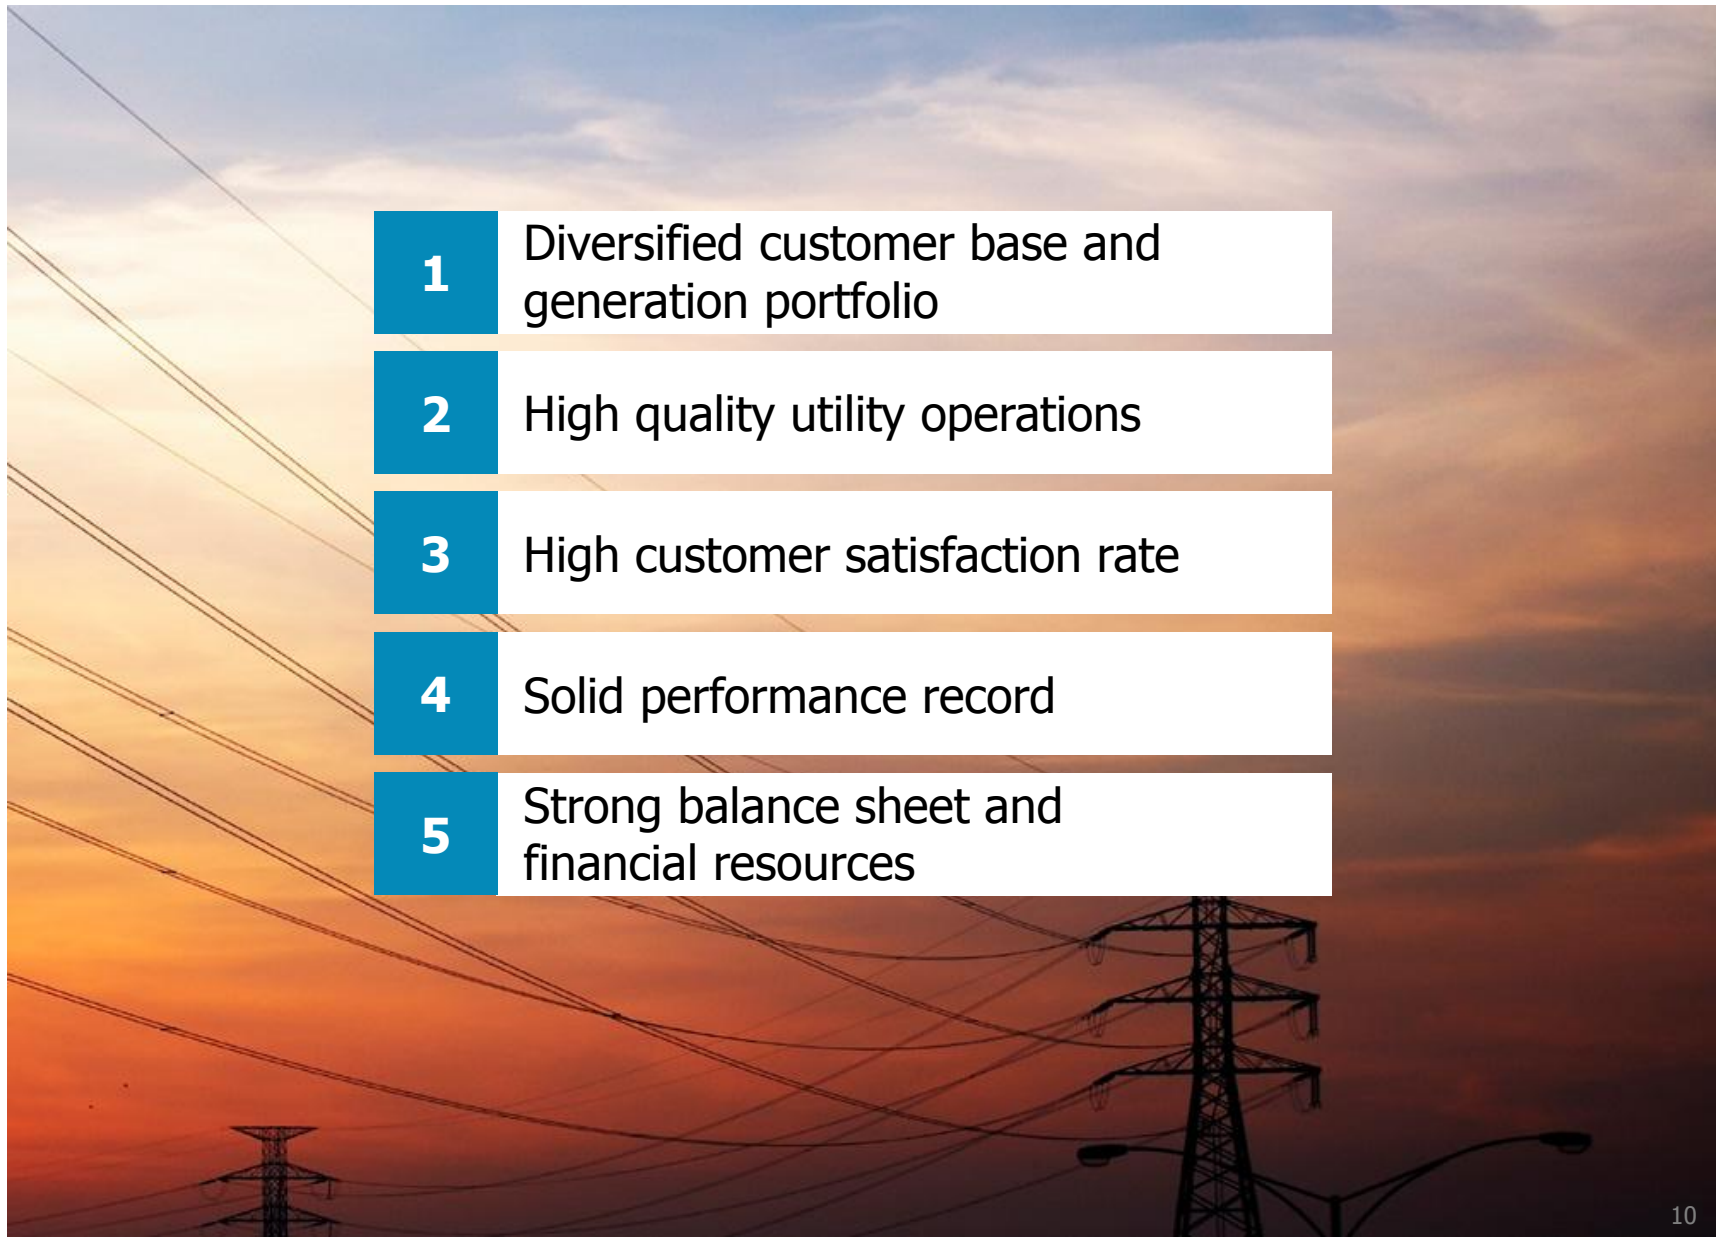 1
Diversified customer base and
generation portfolio
2
High quality utility operations
3
High customer satisfaction rate
4
Solid performance record
5
Strong balance sheet and
financial resources
10